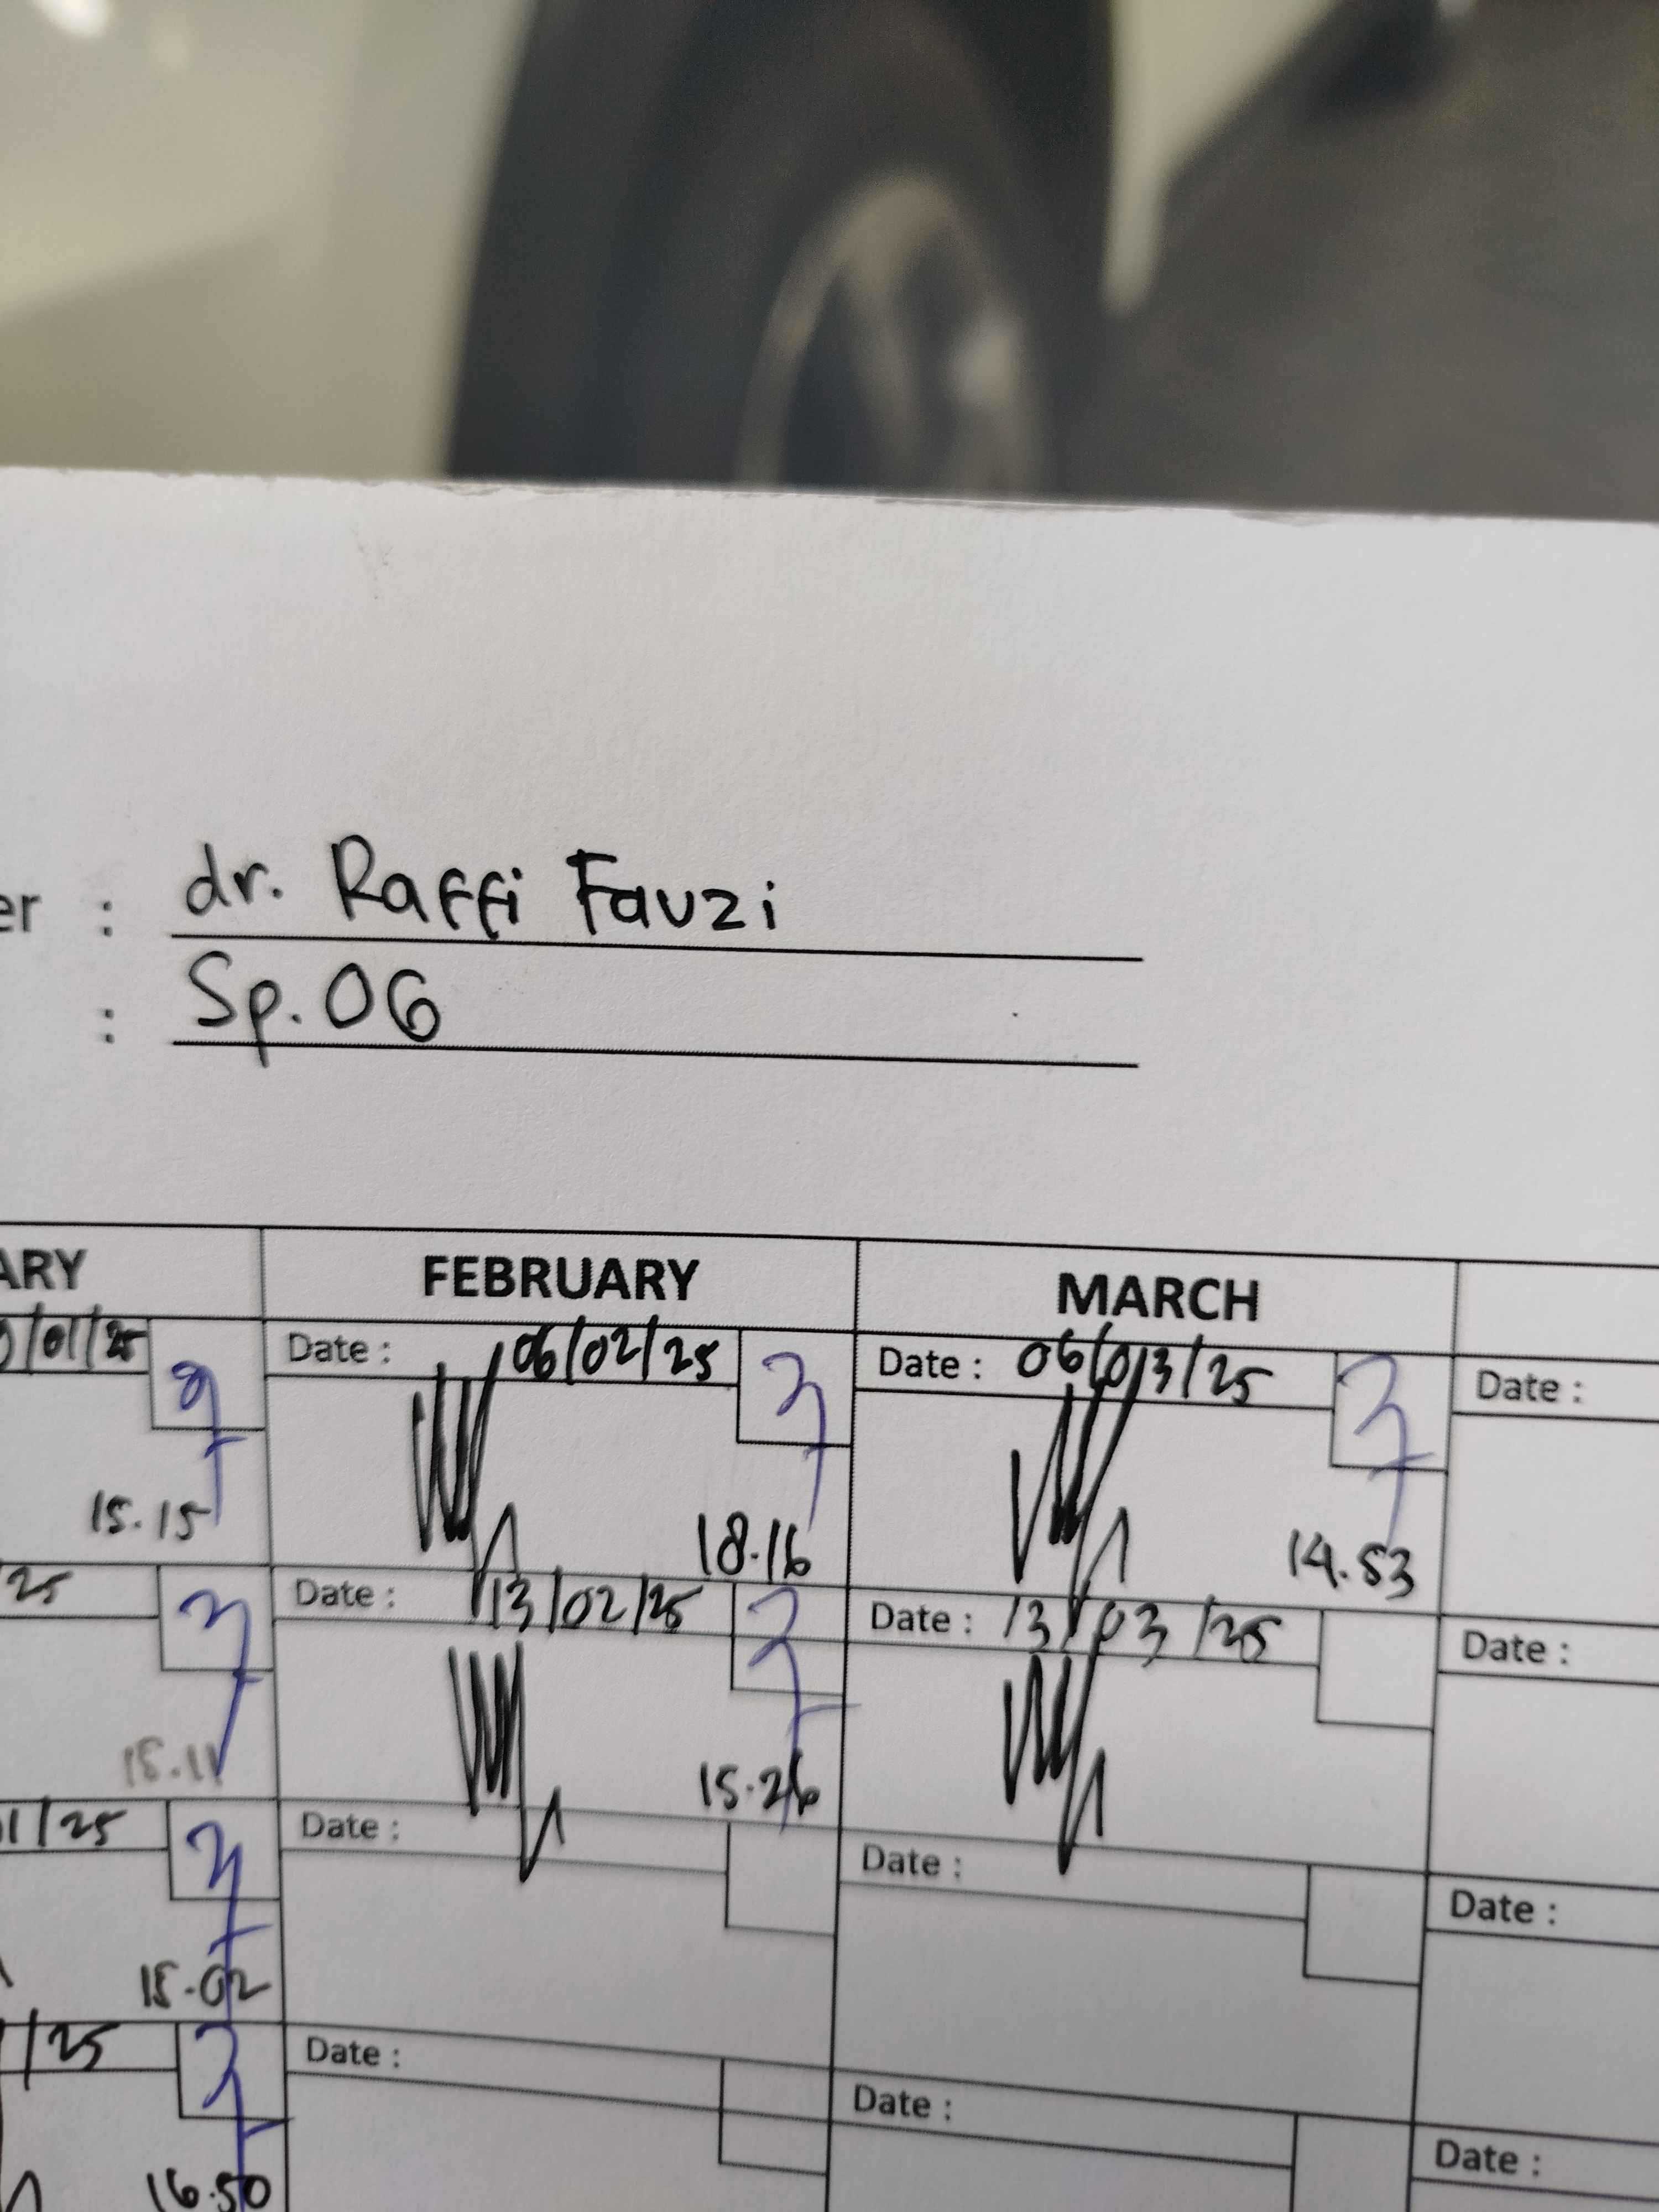 er : dr. Raffi Fauzi
: Sp. OG
ARY FEBRUARY MARCH
/01/25 Date : 06/02/25 Date : 06/03/25 Date :
15.15 18.16 14.53
25 Date : 13/02/25 Date : 13/03/25 Date :
15.11 15.26
1/25 Date : Date : Date :
15.02
/25 Date : Date : Date :
16.50